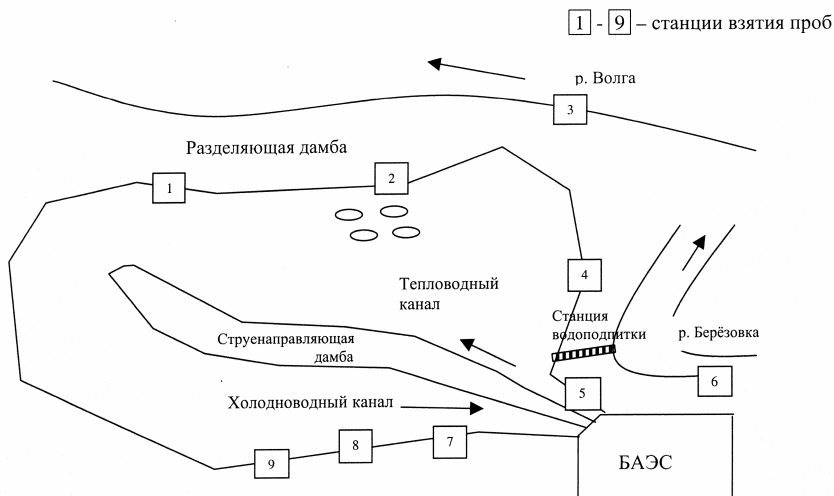 1 - 9 – станции взятия проб
р. Волга
3
Разделяющая дамба
1
2
4
Тепловодный
канал
Станция
водоподпитки
р. Берёзовка
Струенаправляющая
дамба
6
5
Холодноводный канал
7
8
9
БАЭС